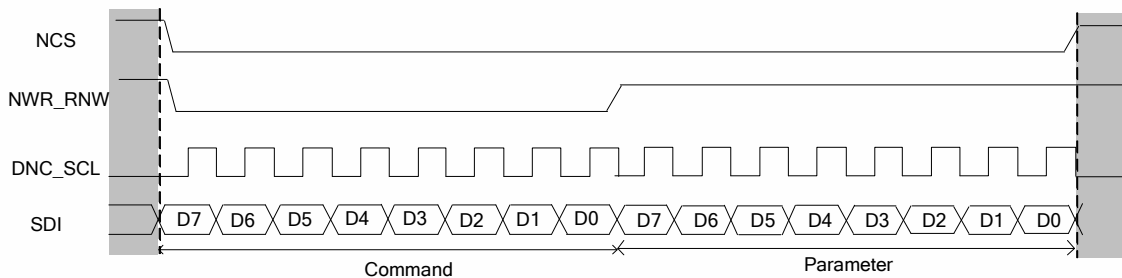 NCS
NWR_RNW
DNC_SCL
SDI
D7 D6 D5 D4 D3 D2 D1 D0 D7 D6 D5 D4 D3 D2 D1 D0
Command
Parameter